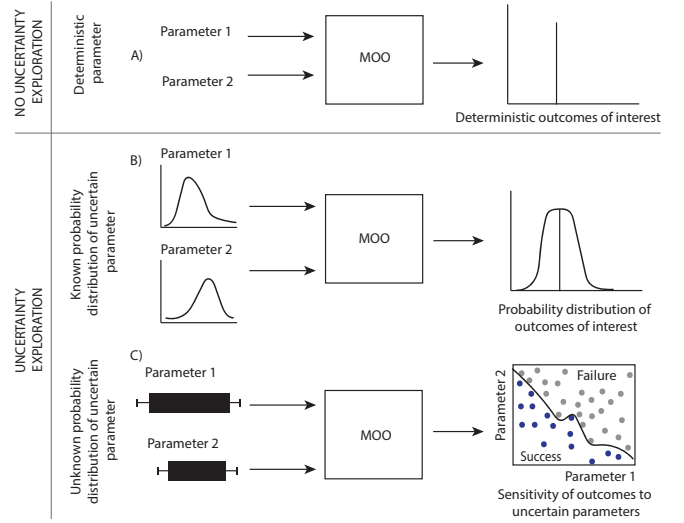 NO UNCERTAINTY
EXPLORATION
Deterministic
parameter
A)
Parameter 1
Parameter 2
MOO
Deterministic outcomes of interest
UNCERTAINTY
EXPLORATION
Known probability
distribution of uncertain
parameter
B)
Parameter 1
Parameter 2
MOO
Probability distribution of
outcomes of interest
Unknown probability
distribution of uncertain
parameter
C)
Parameter 1
Parameter 2
MOO
Parameter 2
Failure
Success
Parameter 1
Sensitivity of outcomes to
uncertain parameters